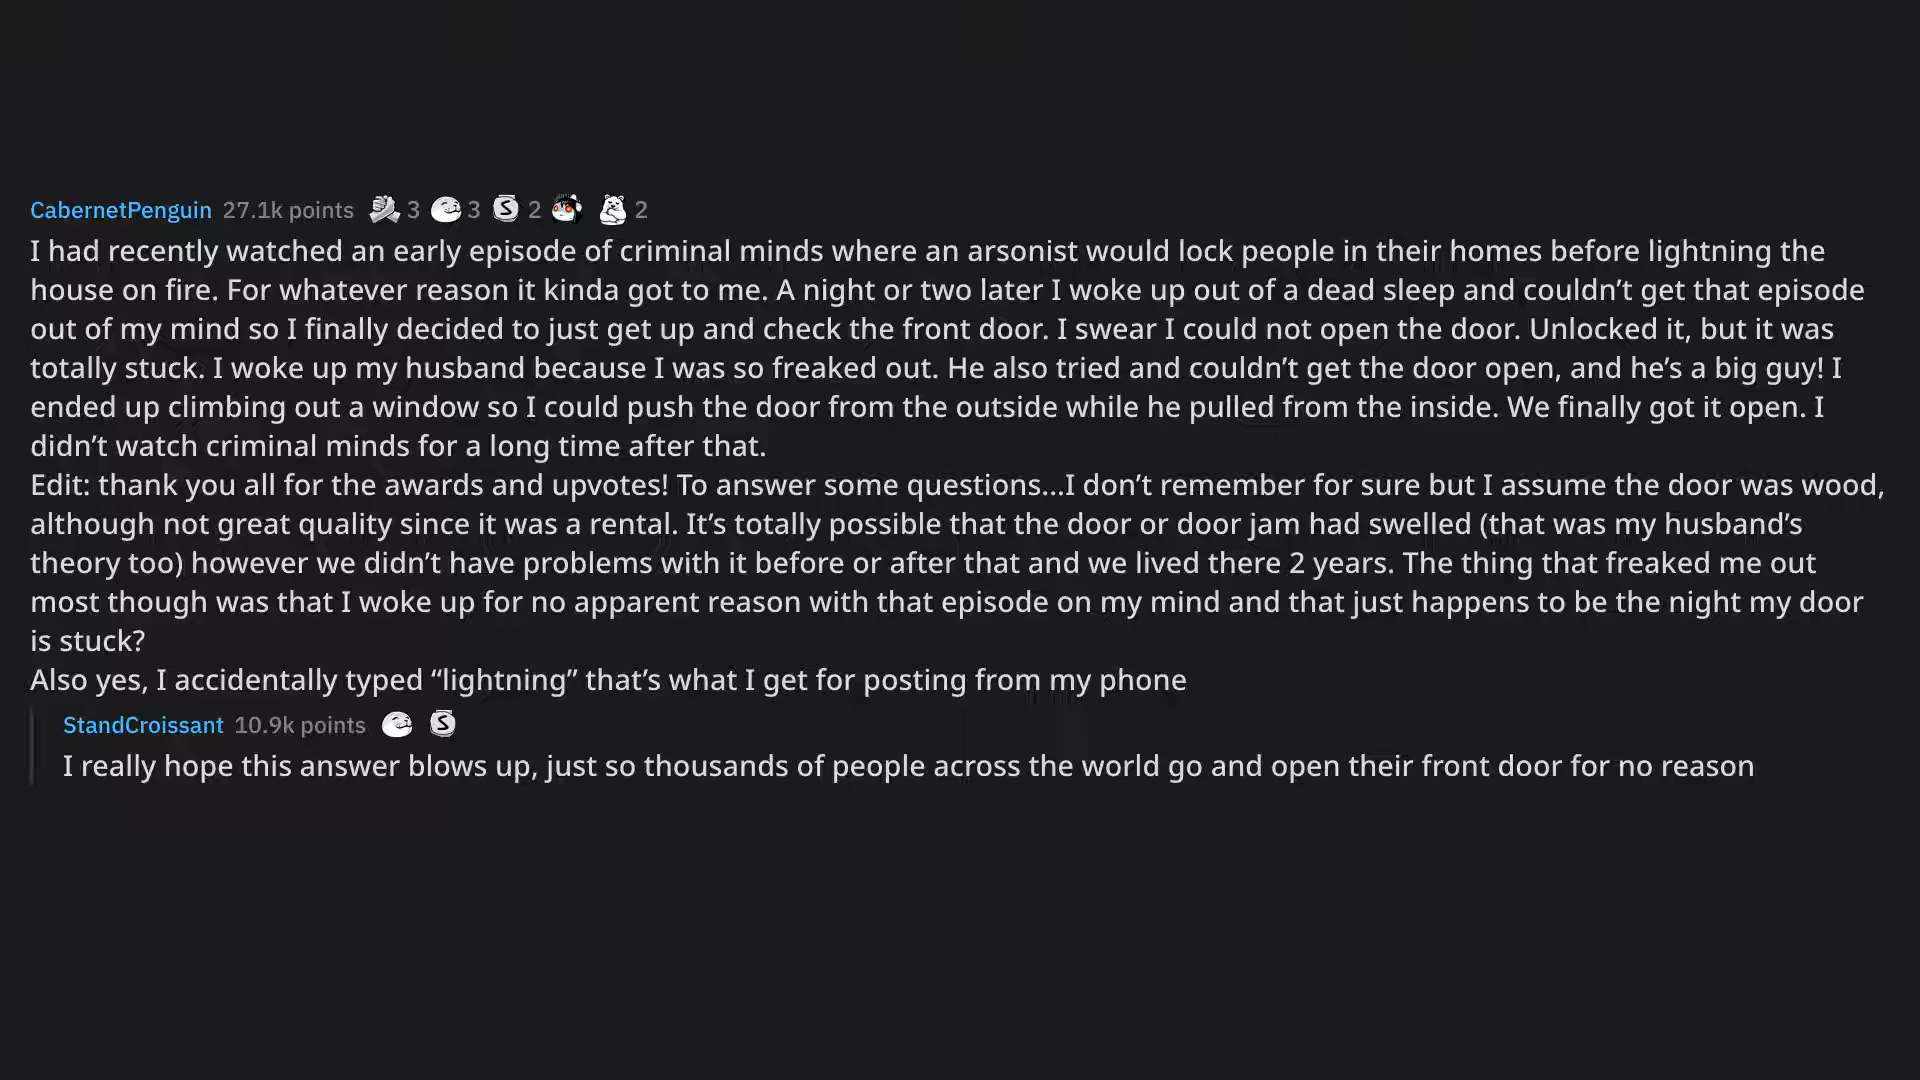 CabernetPenguin 27.1k points 3 3 S 2 2
I had recently watched an early episode of criminal minds where an arsonist would lock people in their homes before lightning the
house on fire. For whatever reason it kinda got to me. A night or two later I woke up out of a dead sleep and couldn’t get that episode
out of my mind so I finally decided to just get up and check the front door. I swear I could not open the door. Unlocked it, but it was
totally stuck. I woke up my husband because I was so freaked out. He also tried and couldn’t get the door open, and he’s a big guy! I
ended up climbing out a window so I could push the door from the outside while he pulled from the inside. We finally got it open. I
didn’t watch criminal minds for a long time after that.
Edit: thank you all for the awards and upvotes! To answer some questions...I don’t remember for sure but I assume the door was wood,
although not great quality since it was a rental. It’s totally possible that the door or door jam had swelled (that was my husband’s
theory too) however we didn’t have problems with it before or after that and we lived there 2 years. The thing that freaked me out
most though was that I woke up for no apparent reason with that episode on my mind and that just happens to be the night my door
is stuck?
Also yes, I accidentally typed “lightning” that’s what I get for posting from my phone
StandCroissant 10.9k points S
I really hope this answer blows up, just so thousands of people across the world go and open their front door for no reason